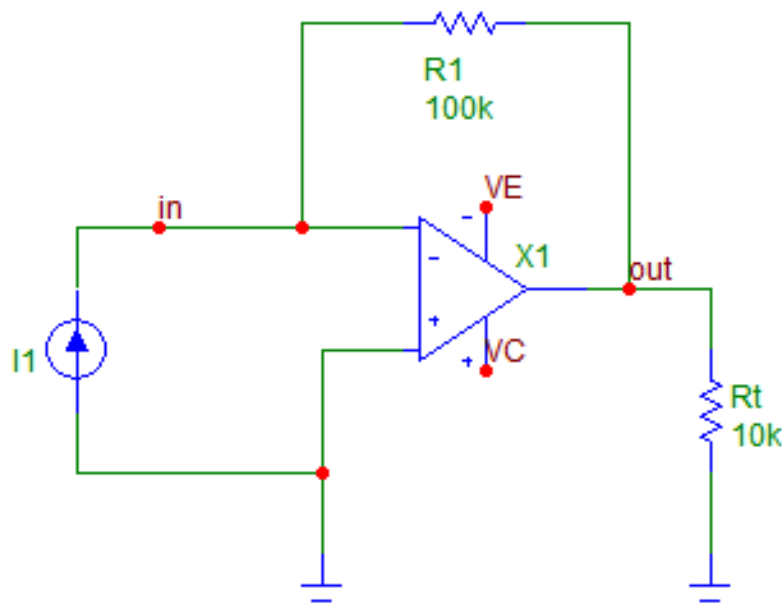 R1
100k
in
VE
-
X1
-
out
+
VC
+
I1
Rt
10k